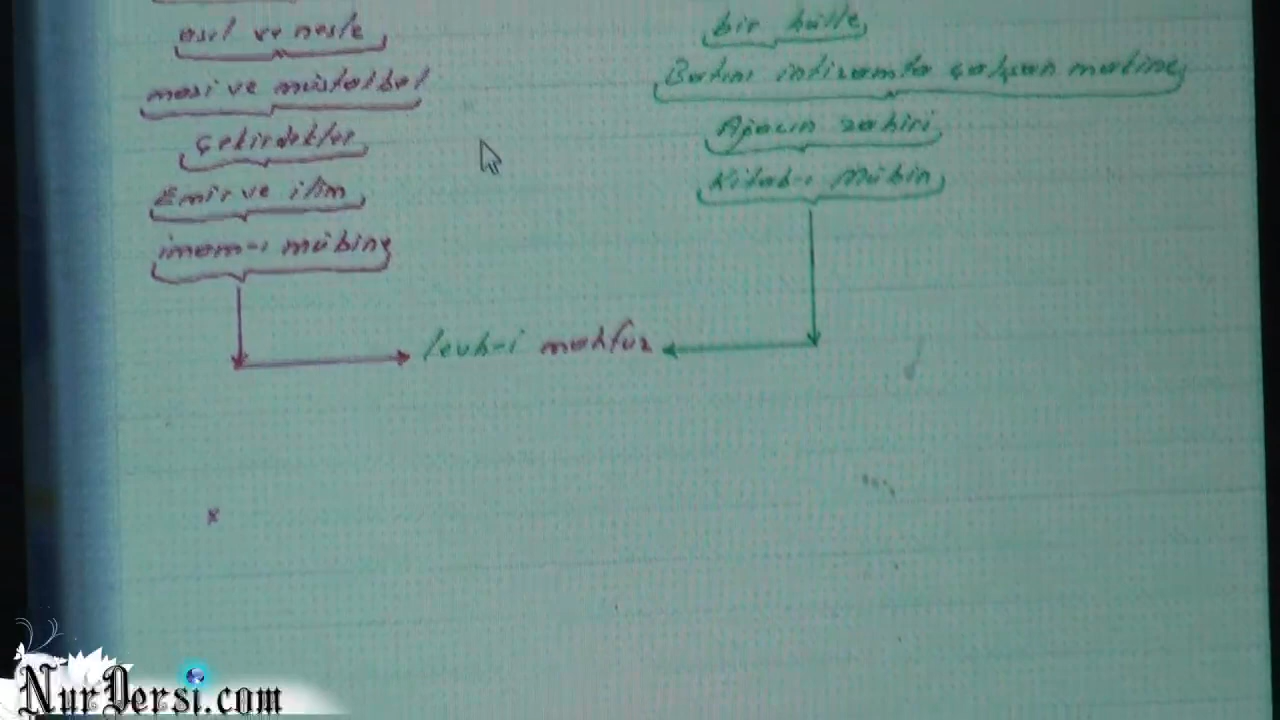 asıl ve nesle
mazi ve müstakbel
Çekirdekler
Emir ve ilim
imam-ı mübin
bir hülle
Batını intizamla çalışan makine
Ağacın zahiri
Kitab-ı Mübin
levh-i mahfuz
x
NurDersi.com